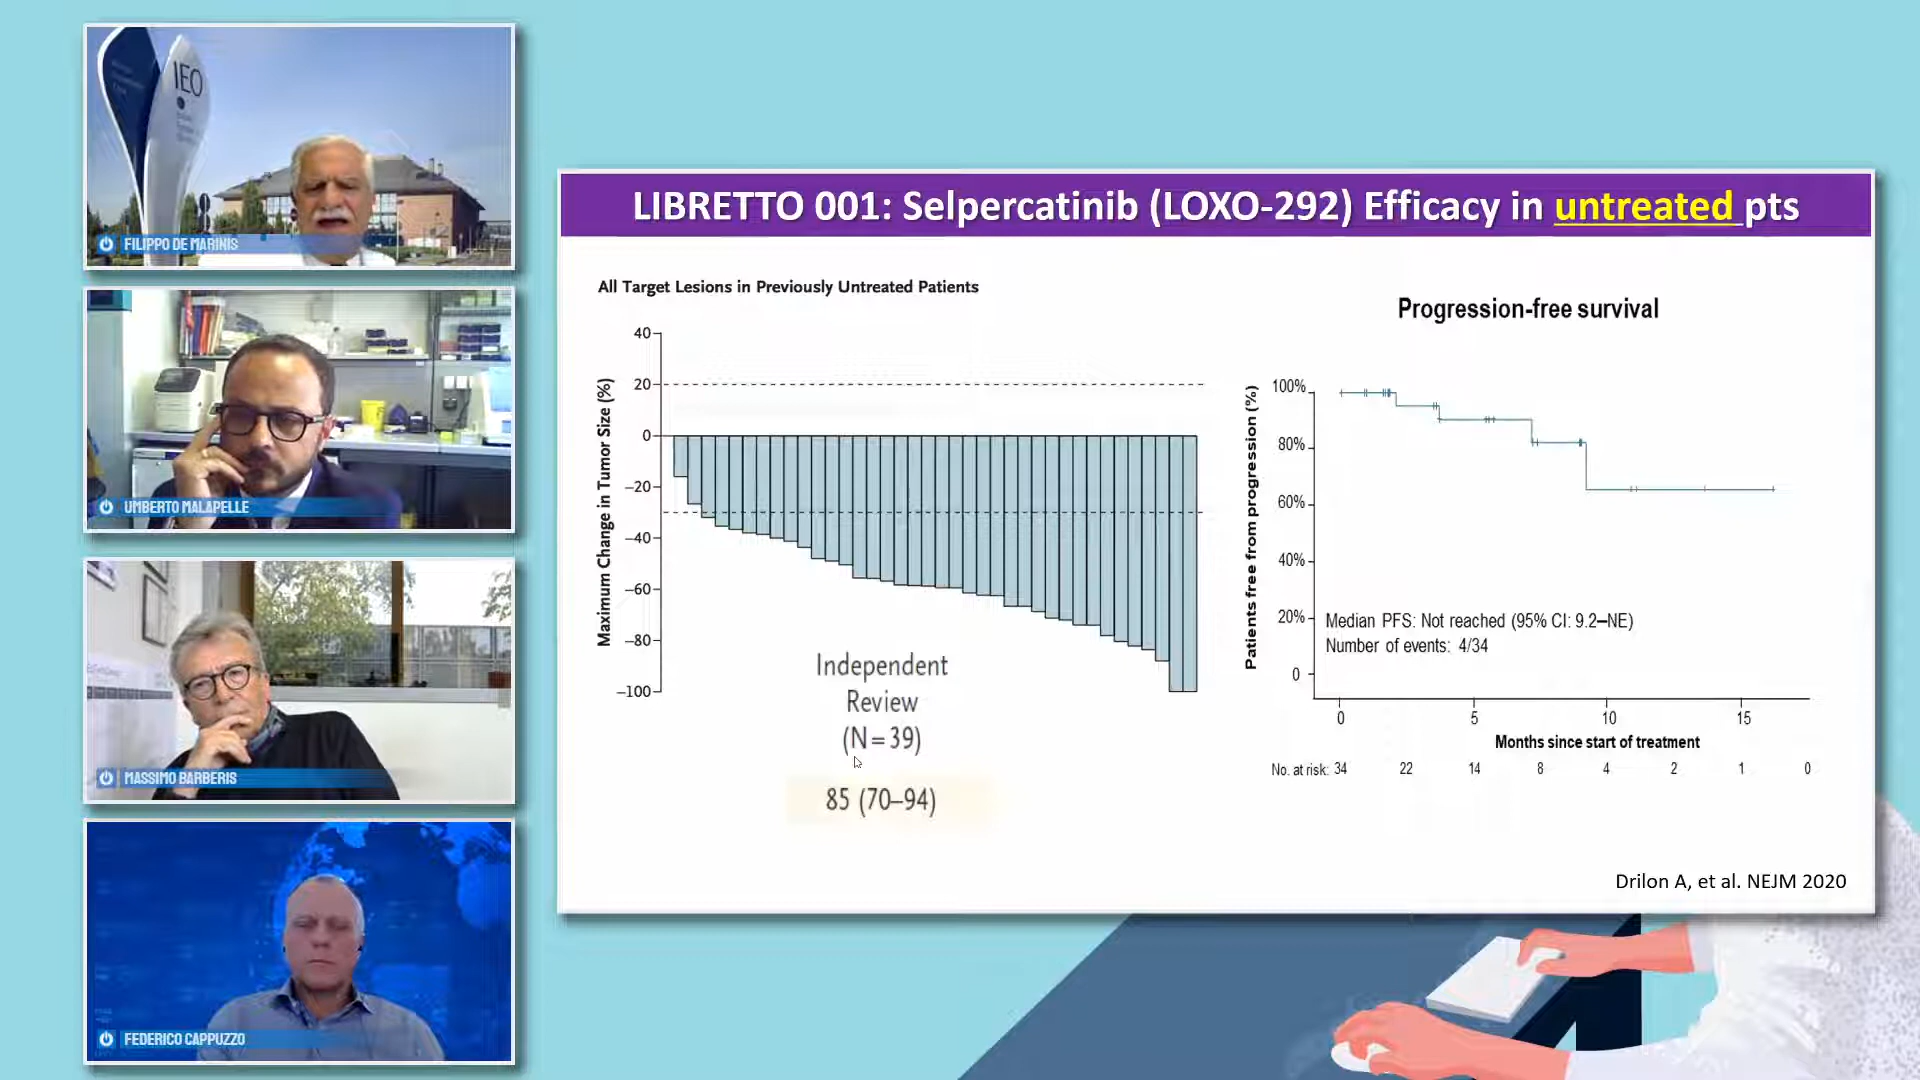 IEO
FILIPPO DE MARINIS
UMBERTO MALAPELLE
MASSIMO BARBERIS
FEDERICO CAPPUZZO
LIBRETTO 001: Selpercatinib (LOXO-292) Efficacy in untreated pts
All Target Lesions in Previously Untreated Patients
Maximum Change in Tumor Size (%)
40
20
0
−20
−40
−60
−80
−100
Independent
Review
(N=39)
85 (70–94)
Progression-free survival
Patients free from progression (%)
100%
80%
60%
40%
20%
0
Median PFS: Not reached (95% CI: 9.2–NE)
Number of events: 4/34
0 5 10 15
Months since start of treatment
No. at risk: 34 22 14 8 4 2 1 0
Drilon A, et al. NEJM 2020